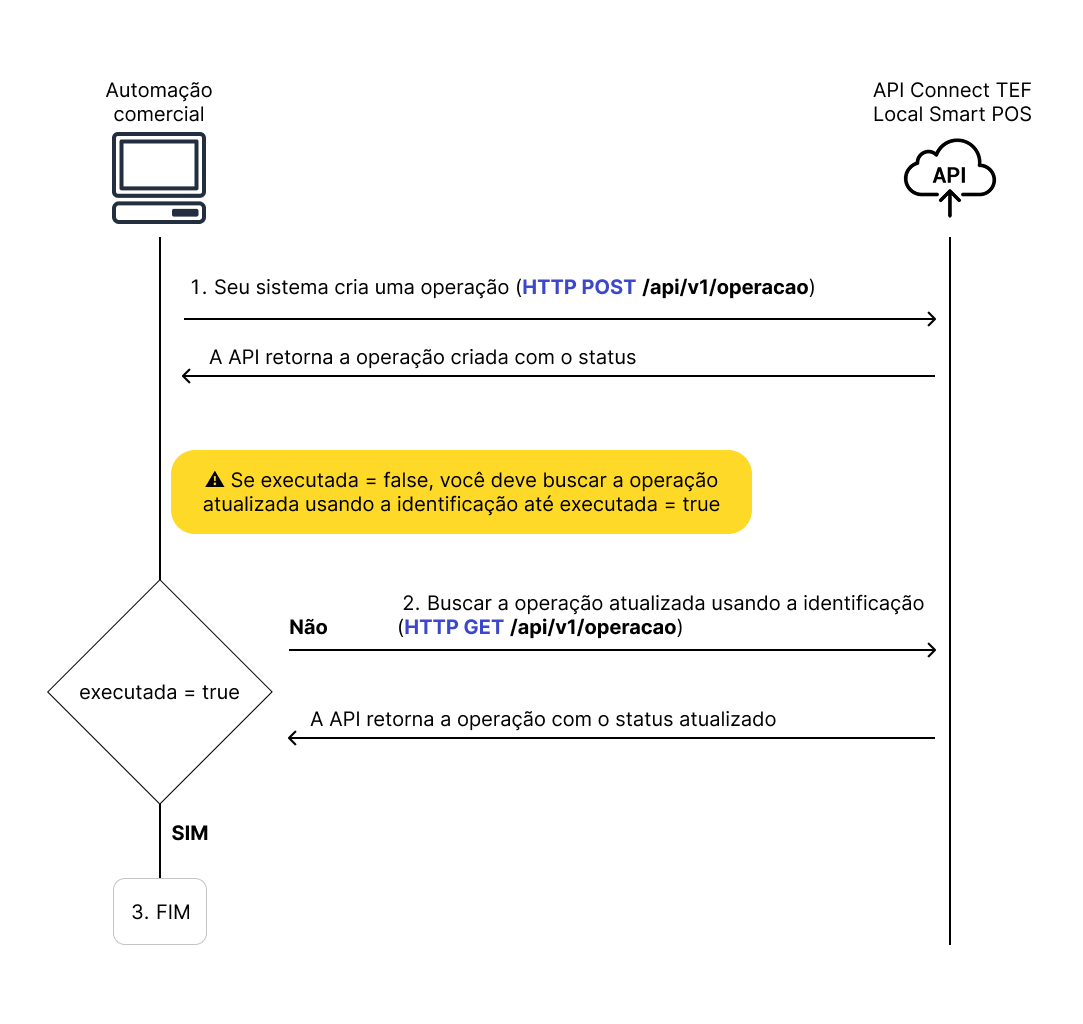 Automação
comercial
API Connect TEF
Local Smart POS
API
1. Seu sistema cria uma operação (HTTP POST /api/v1/operacao)
A API retorna a operação criada com o status
⚠ Se executada = false, você deve buscar a operação
atualizada usando a identificação até executada = true
2. Buscar a operação atualizada usando a identificação
Não
(HTTP GET /api/v1/operacao)
executada = true
A API retorna a operação com o status atualizado
SIM
3. FIM